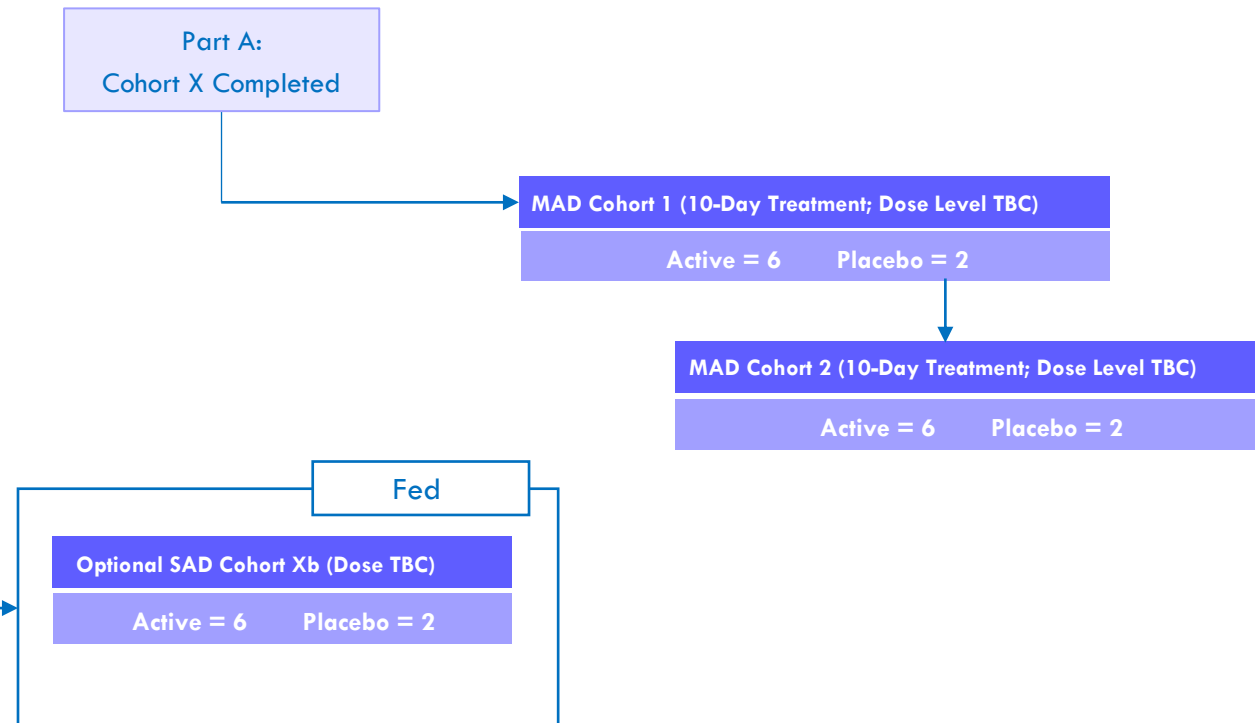 Part A:
Cohort X Completed
MAD Cohort 1 (10-Day Treatment; Dose Level TBC)
Active = 6 Placebo = 2
MAD Cohort 2 (10-Day Treatment; Dose Level TBC)
Active = 6 Placebo = 2
Fed
Optional SAD Cohort Xb (Dose TBC)
Active = 6 Placebo = 2